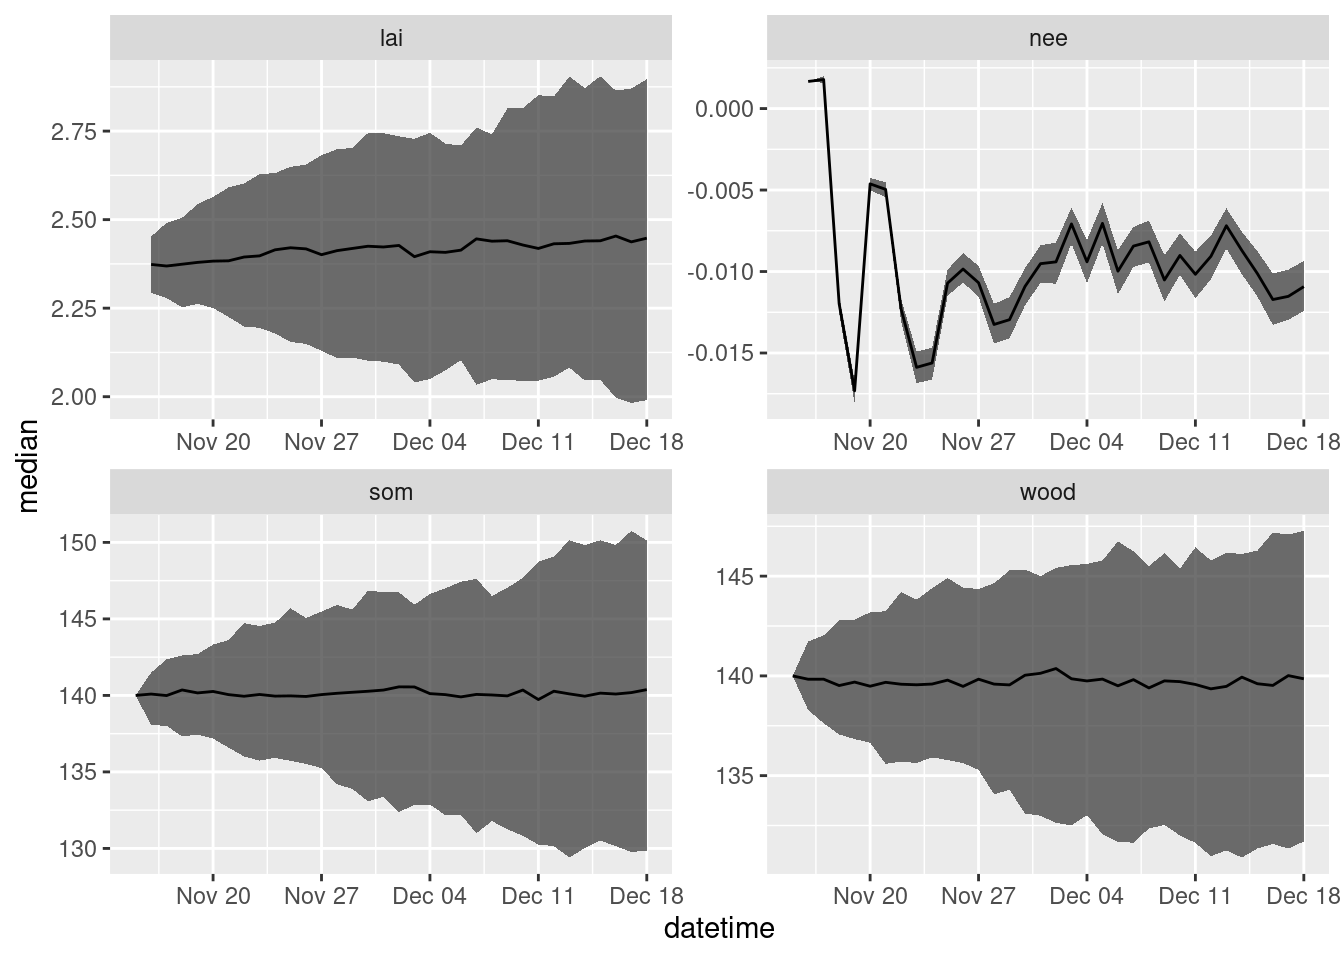 lai
nee
2.75
2.50
2.25
2.00
0.000
-0.005
-0.010
-0.015
Nov 20 Nov 27 Dec 04 Dec 11 Dec 18
Nov 20 Nov 27 Dec 04 Dec 11 Dec 18
median
som
wood
150
145
140
135
130
145
140
135
Nov 20 Nov 27 Dec 04 Dec 11 Dec 18
Nov 20 Nov 27 Dec 04 Dec 11 Dec 18
datetime